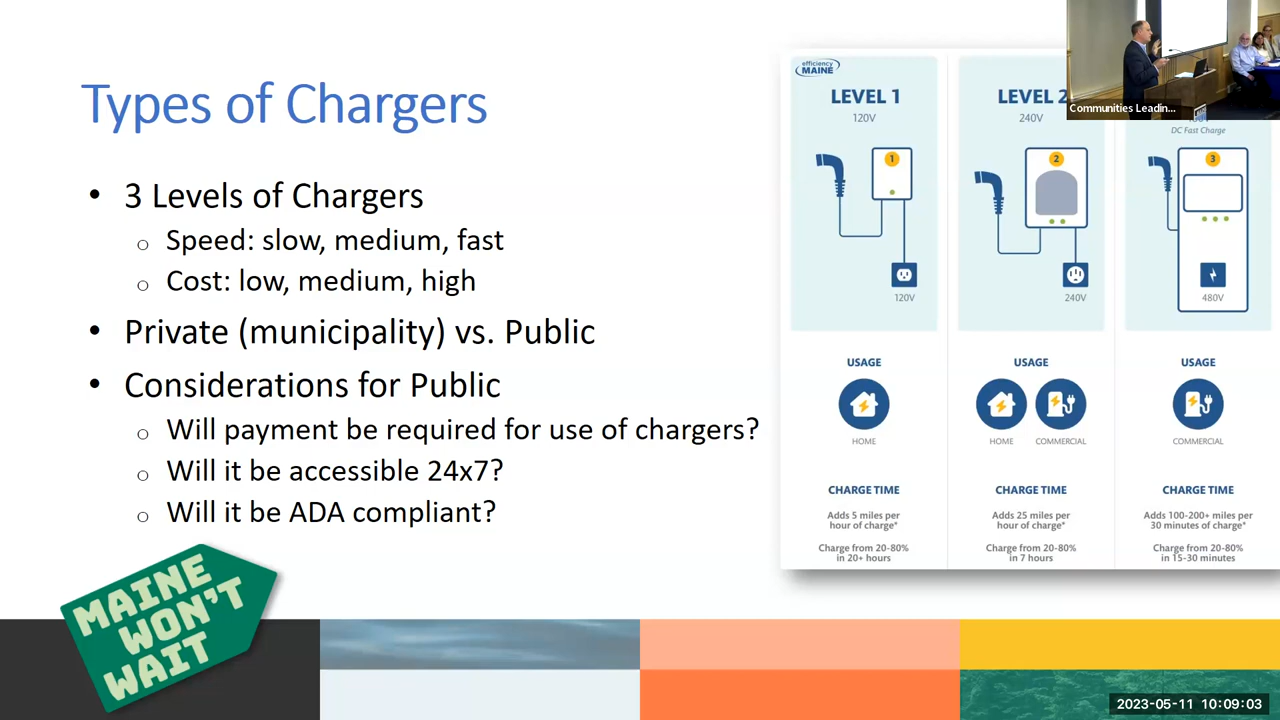 Types of Chargers
• 3 Levels of Chargers
o Speed: slow, medium, fast
o Cost: low, medium, high
• Private (municipality) vs. Public
• Considerations for Public
o Will payment be required for use of chargers?
o Will it be accessible 24x7?
o Will it be ADA compliant?
MAINE
WON'T
WAIT
efficiency
MAINE
LEVEL 1
120V
1
120V
USAGE
HOME
CHARGE TIME
Adds 5 miles per
hour of charge*
Charge from 20-80%
in 20+ hours
LEVEL 2
240V
2
240V
USAGE
HOME
COMMERCIAL
CHARGE TIME
Adds 25 miles per
hour of charge*
Charge from 20-80%
in 7 hours
DC Fast Charge
3
480V
USAGE
COMMERCIAL
CHARGE TIME
Adds 100-200+ miles per
30 minutes of charge*
Charge from 20-80%
in 15-30 minutes
Communities Leadin...
2023-05-11 10:09:03